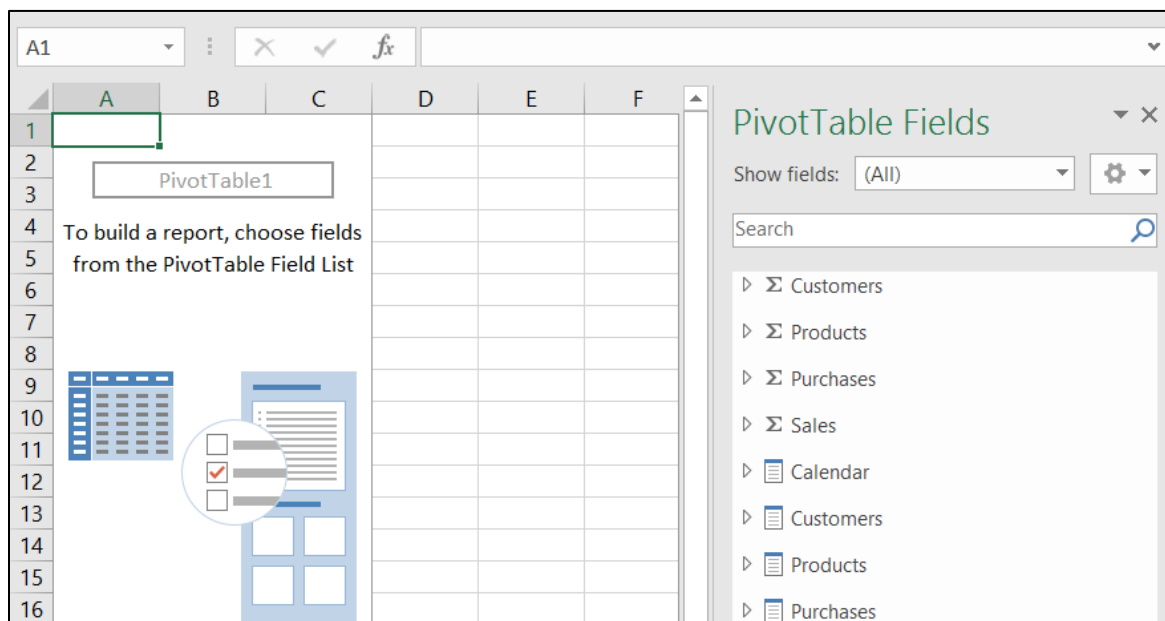 A1
fx
A B C D E F
1
2
3
4
5
6
7
8
9
10
11
12
13
14
15
16
PivotTable1
To build a report, choose fields
from the PivotTable Field List
PivotTable Fields
Show fields: (All)
Search
Σ Customers
Σ Products
Σ Purchases
Σ Sales
Calendar
Customers
Products
Purchases